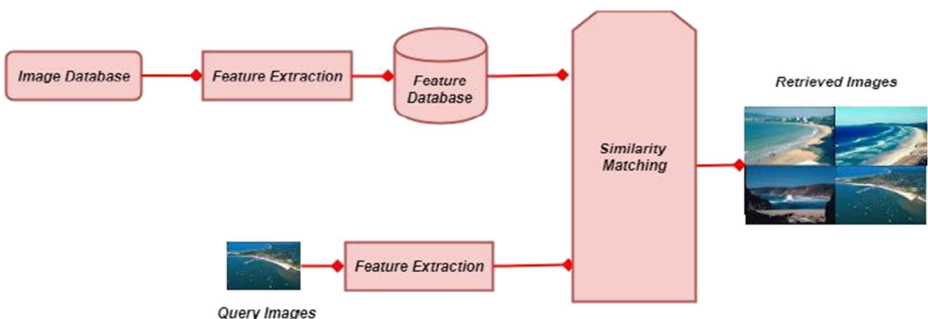 Image Database
Feature Extraction
Feature
Database
Similarity
Matching
Retrieved Images
Feature Extraction
Query Images